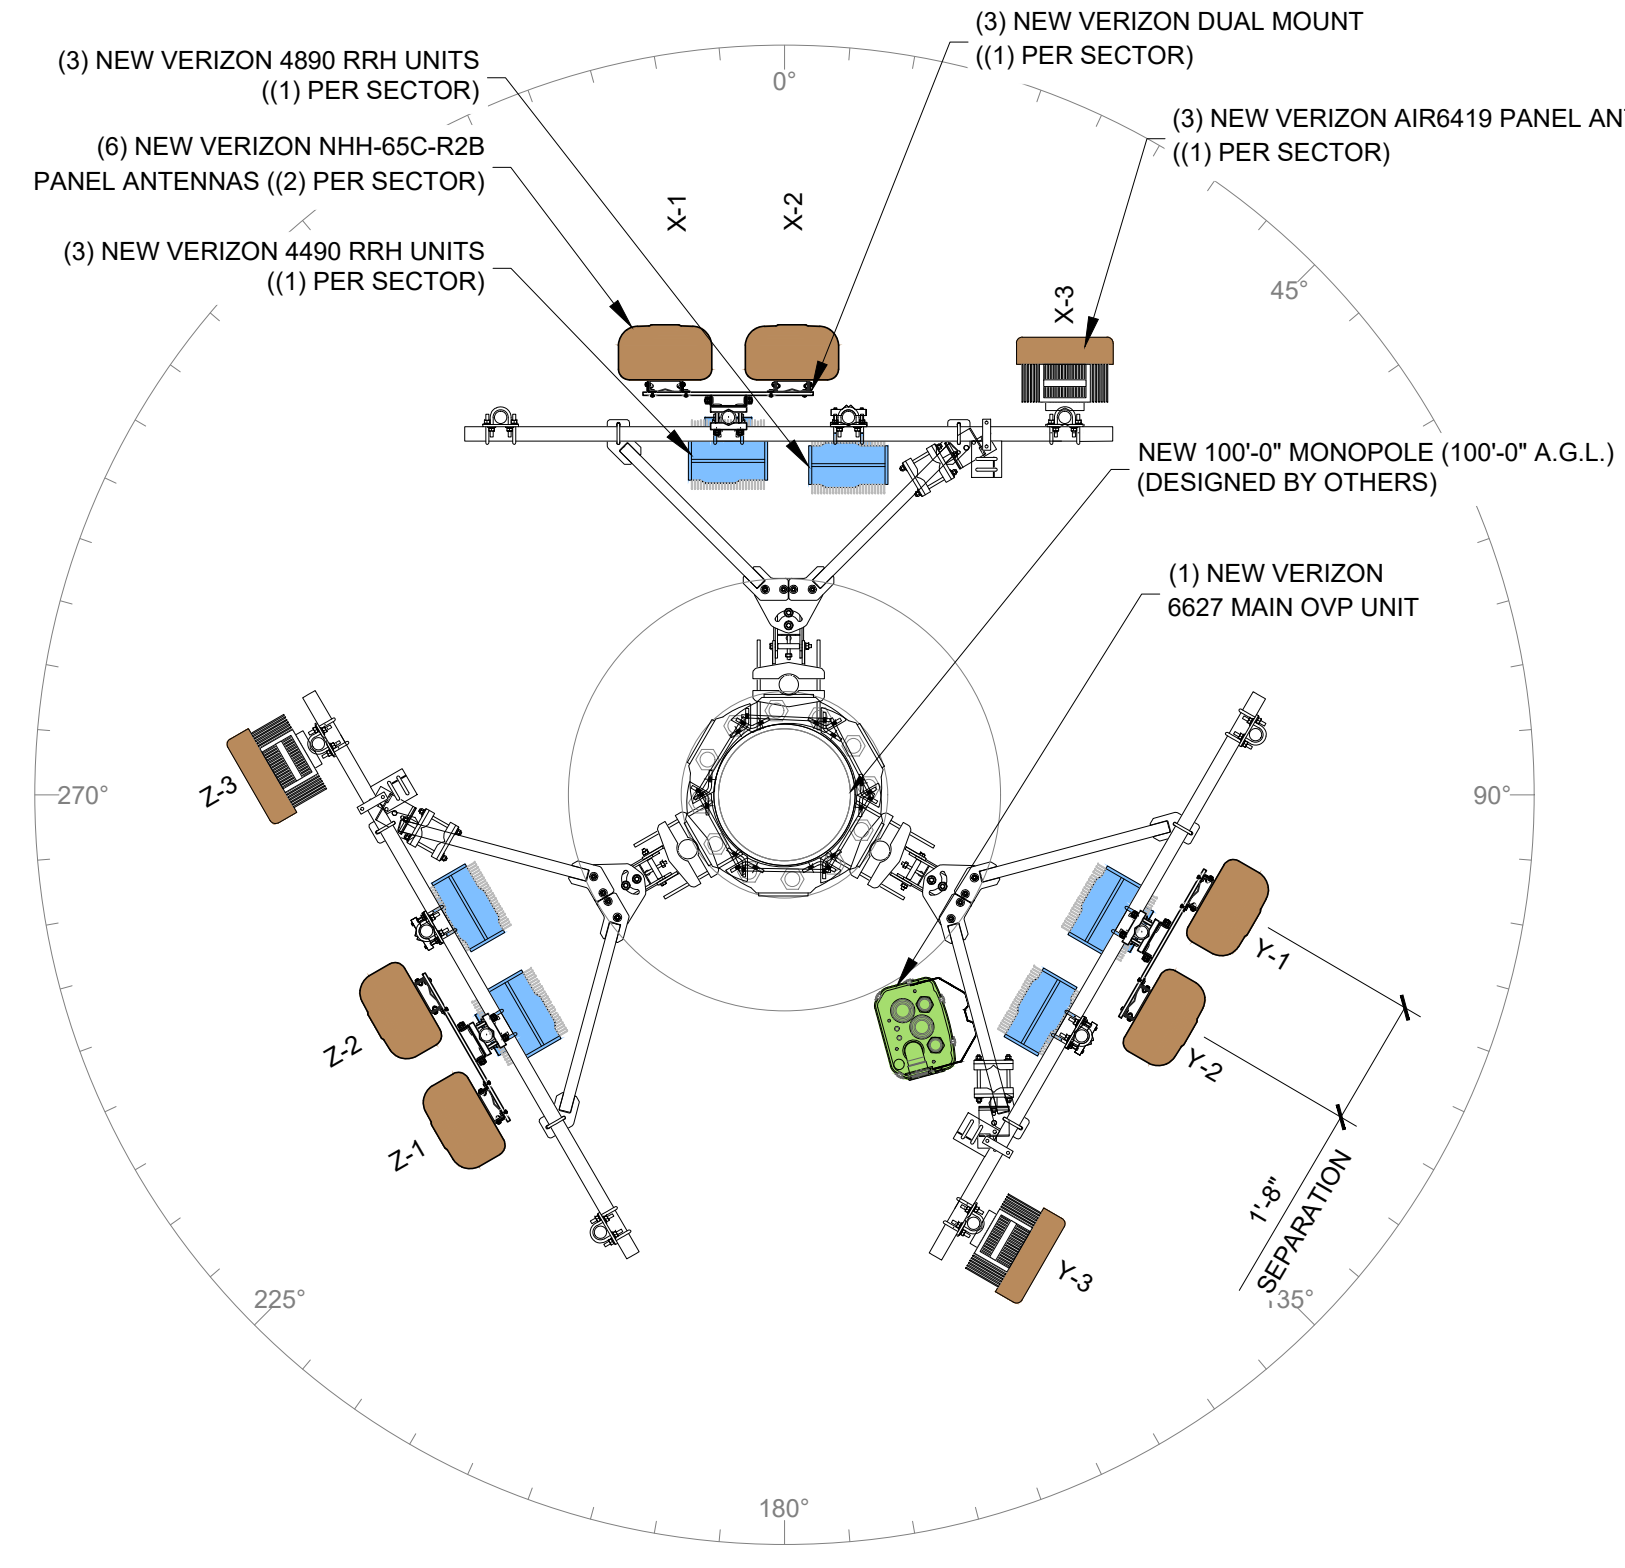 (3) NEW VERIZON DUAL MOUNT
((1) PER SECTOR)
(3) NEW VERIZON 4890 RRH UNITS
((1) PER SECTOR)
0°
(3) NEW VERIZON AIR6419 PANEL
((1) PER SECTOR)
(6) NEW VERIZON NHH-65C-R2B
PANEL ANTENNAS ((2) PER SECTOR)
X-1
X-2
(3) NEW VERIZON 4490 RRH UNITS
((1) PER SECTOR)
45°
X-3
NEW 100'-0" MONOPOLE (100'-0" A.G.L.)
(DESIGNED BY OTHERS)
(1) NEW VERIZON
6627 MAIN OVP UNIT
Z-3
270°
90°
Y-1
Z-2
Y-2
Z-1
1'-8"
SEPARATION
Y-3
225°
135°
180°